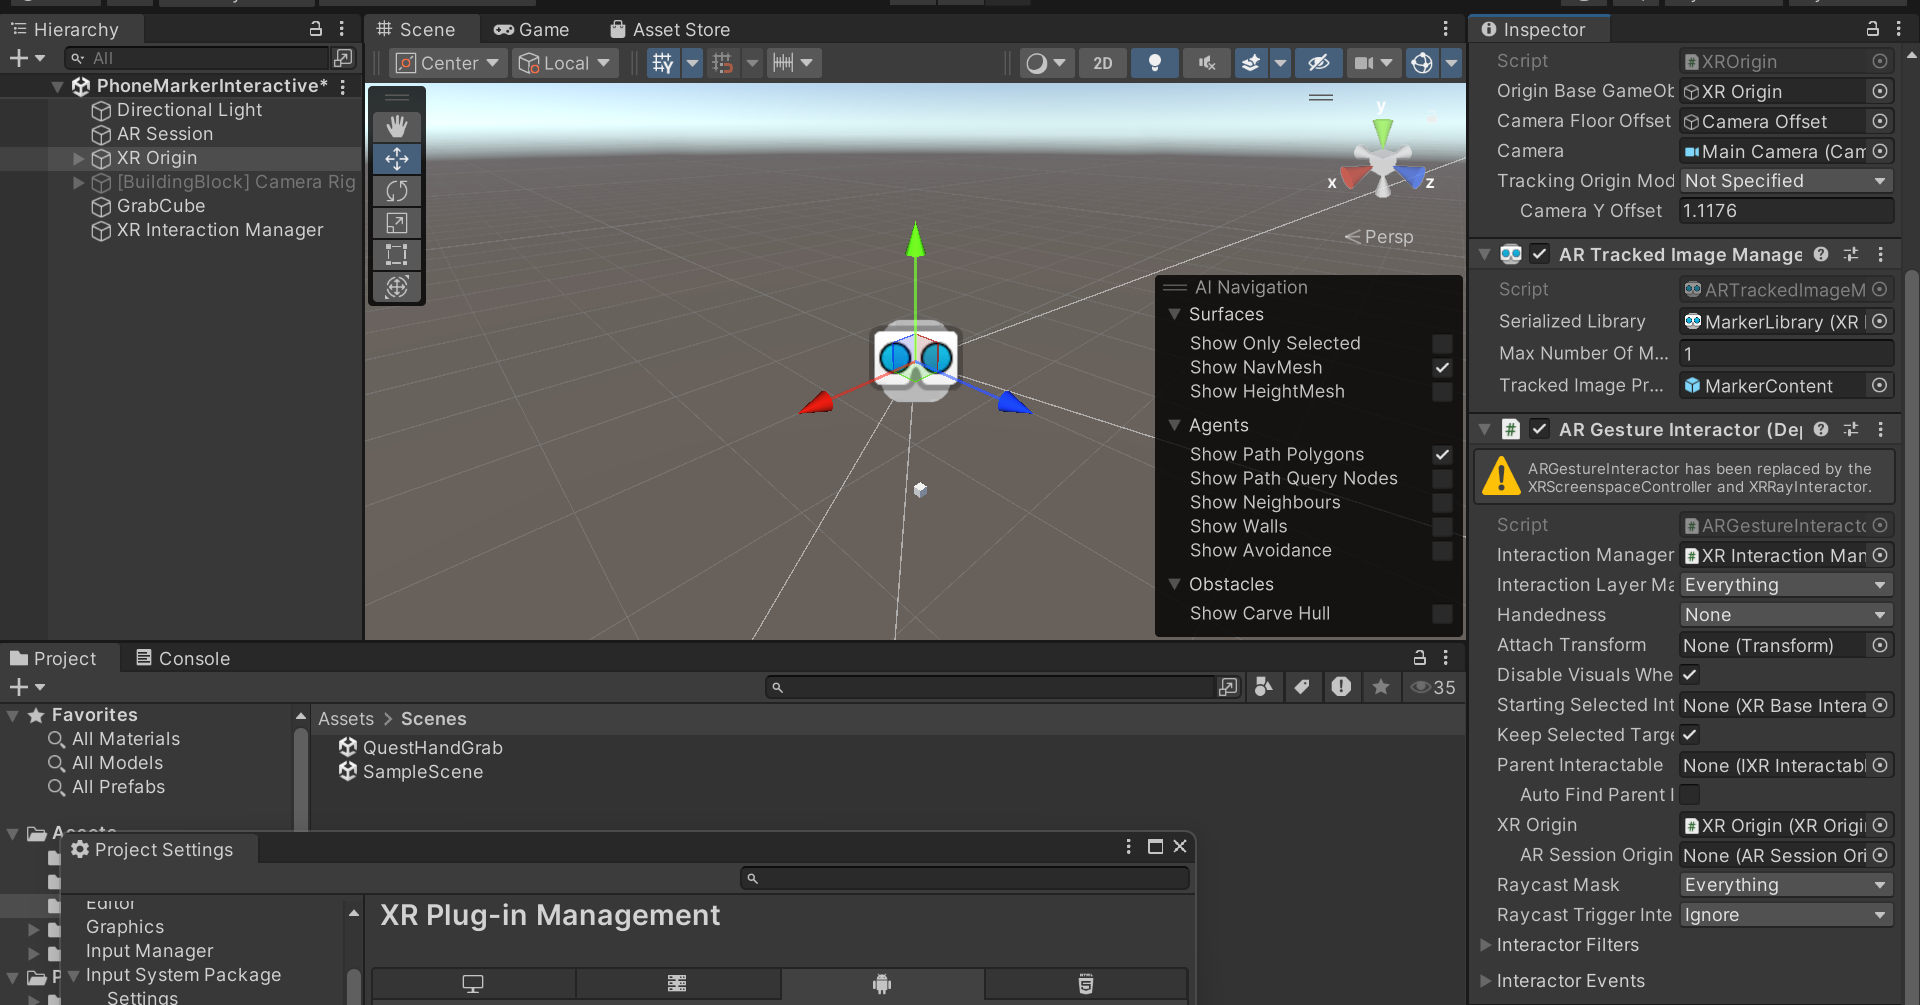 Hierarchy
All
PhoneMarkerInteractive*
Directional Light
AR Session
XR Origin
[BuildingBlock] Camera Rig
GrabCube
XR Interaction Manager
Scene
Game
Asset Store
Center
Local
2D
y
x
z
Persp
AI Navigation
Surfaces
Show Only Selected
Show NavMesh
Show HeightMesh
Agents
Show Path Polygons
Show Path Query Nodes
Show Neighbours
Show Walls
Show Avoidance
Obstacles
Show Carve Hull
Inspector
Script XROrigin
Origin Base GameOb XR Origin
Camera Floor Offset Camera Offset
Camera Main Camera (Cam
Tracking Origin Mod Not Specified
Camera Y Offset 1.1176
AR Tracked Image Manage
Script ARTrackedImageM
Serialized Library MarkerLibrary (XR
Max Number Of M... 1
Tracked Image Pr... MarkerContent
AR Gesture Interactor (De
ARGestureInteractor has been replaced by the
XRScreenspaceController and XRRayInteractor.
Script ARGestureInteracto
Interaction Manager XR Interaction Man
Interaction Layer Ma Everything
Handedness None
Attach Transform None (Transform)
Disable Visuals Whe
Starting Selected Int None (XR Base Intera
Keep Selected Targe
Parent Interactable None (IXR Interactabl
Auto Find Parent I
XR Origin XR Origin (XR Origi
AR Session Origin None (AR Session Ori
Raycast Mask Everything
Raycast Trigger Inte Ignore
Interactor Filters
Interactor Events
Project
Console
35
Favorites
All Materials
All Models
All Prefabs
Assets
Assets > Scenes
QuestHandGrab
SampleScene
Project Settings
Editor
Graphics
Input Manager
Input System Package
Settings
XR Plug-in Management